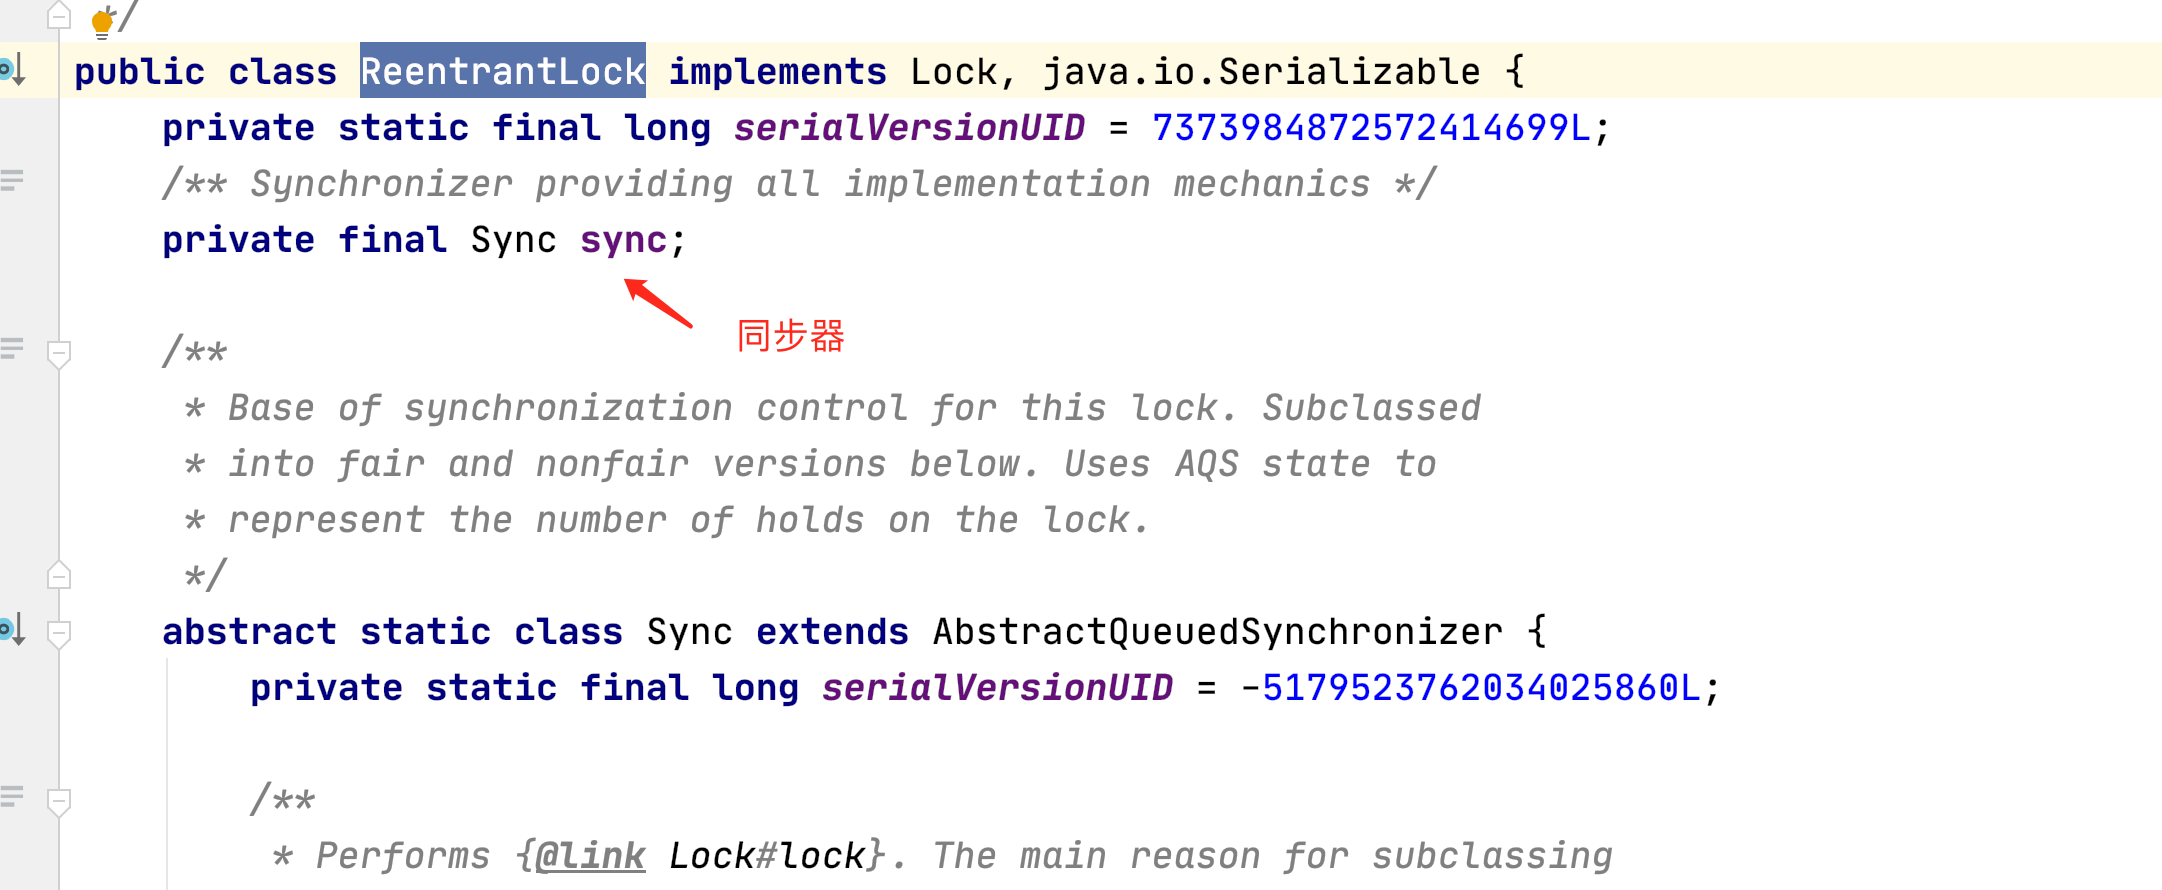 */
public class ReentrantLock implements Lock, java.io.Serializable {
private static final long serialVersionUID = 7373984872572414699L;
/** Synchronizer providing all implementation mechanics */
private final Sync sync;
同步器
/**
* Base of synchronization control for this lock. Subclassed
* into fair and nonfair versions below. Uses AQS state to
* represent the number of holds on the lock.
*/
abstract static class Sync extends AbstractQueuedSynchronizer {
private static final long serialVersionUID = -5179523762034025860L;
/**
* Performs {@link Lock#lock}. The main reason for subclassing